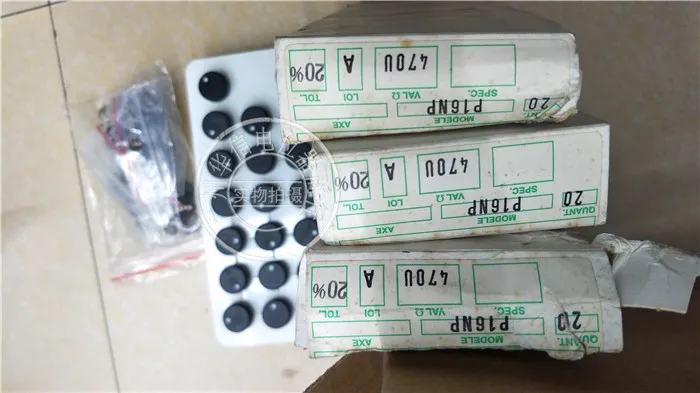 MODELE AXE
20 P16NP
SPEC. VAL Ω LOI TOL.
470U A 20%
QUANT. MODELE AXE
20 P16NP
SPEC. VAL Ω LOI TOL.
470U A 20%
QUANT. MODELE AXE
20 P16NP
SPEC. VAL Ω LOI TOL.
470U A 20%
实物拍摄